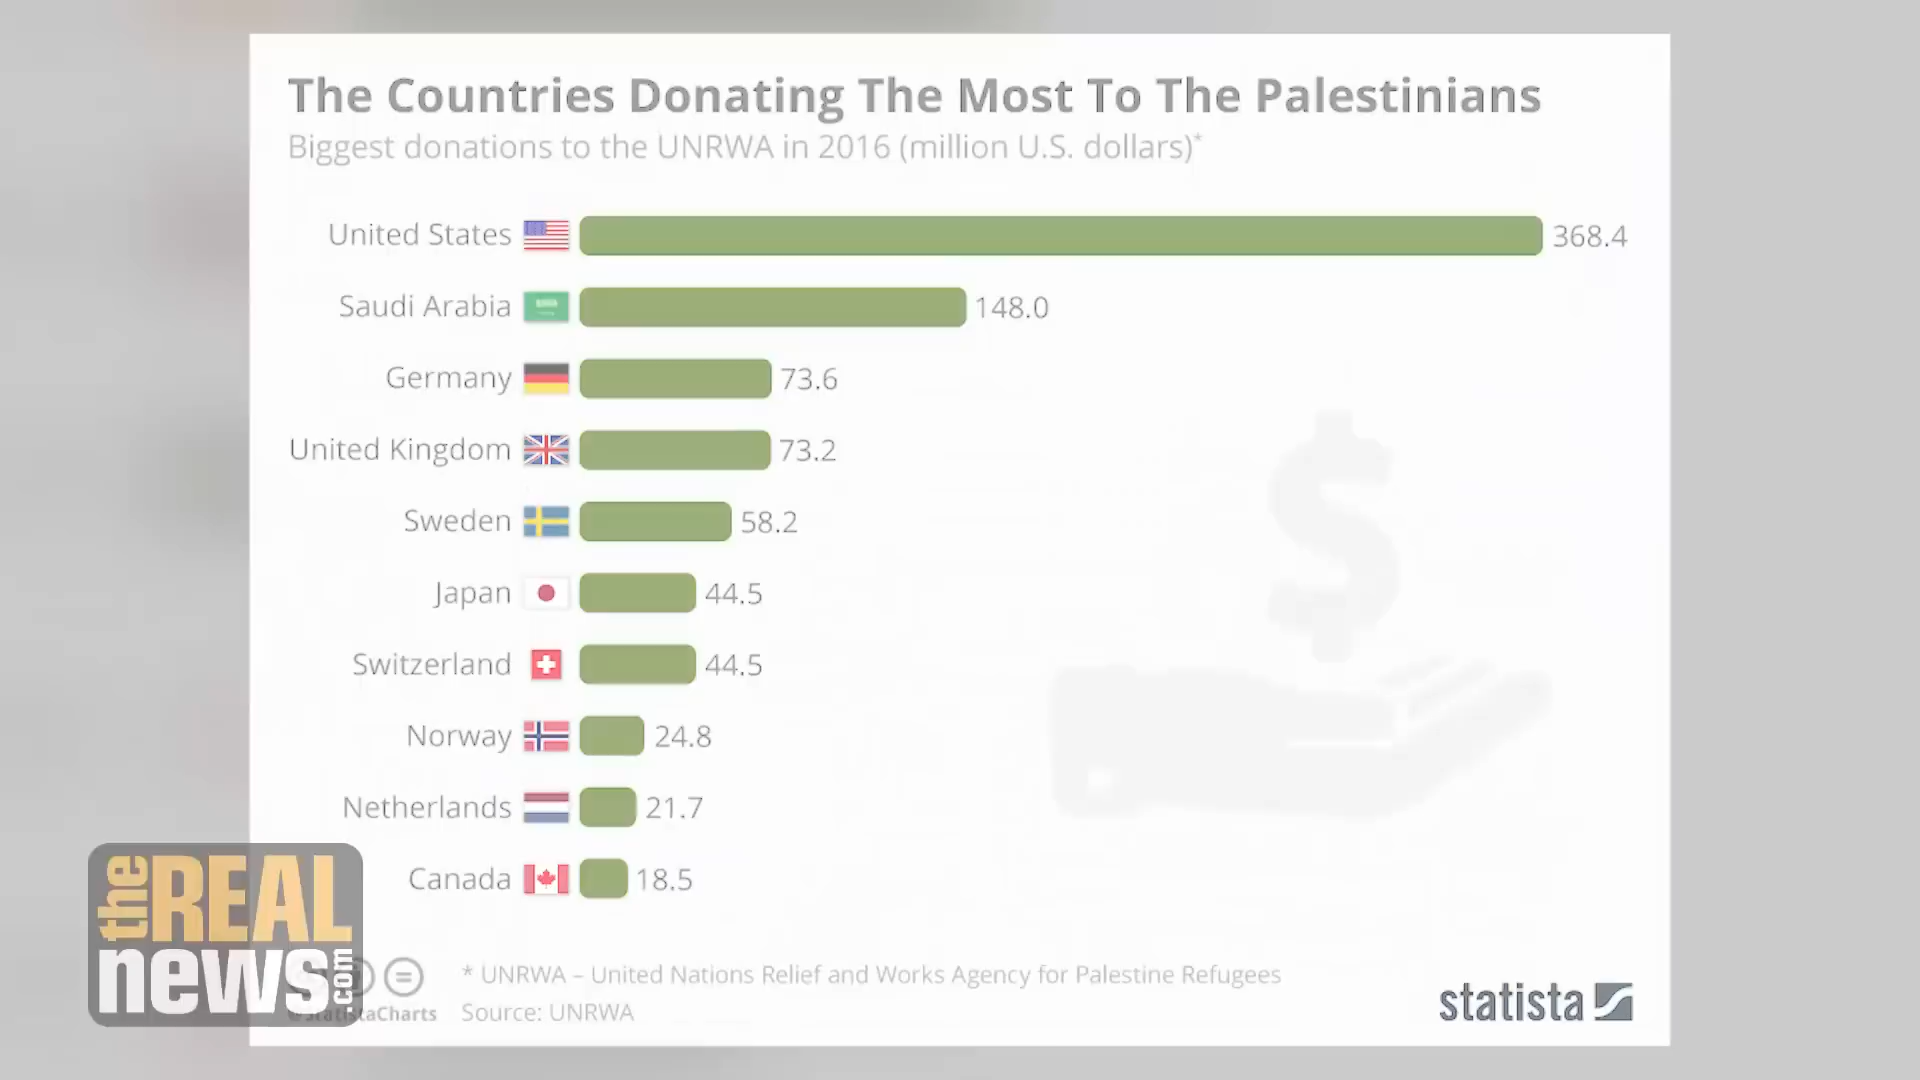 The Countries Donating The Most To The Palestinians
Biggest donations to the UNRWA in 2016 (million U.S. dollars)*
United States 368.4
Saudi Arabia 148.0
Germany 73.6
United Kingdom 73.2
Sweden 58.2
Japan 44.5
Switzerland 44.5
Norway 24.8
Netherlands 21.7
Canada 18.5
* UNRWA – United Nations Relief and Works Agency for Palestine Refugees
@StatistaCharts Source: UNRWA
statista
the REAL
news.com